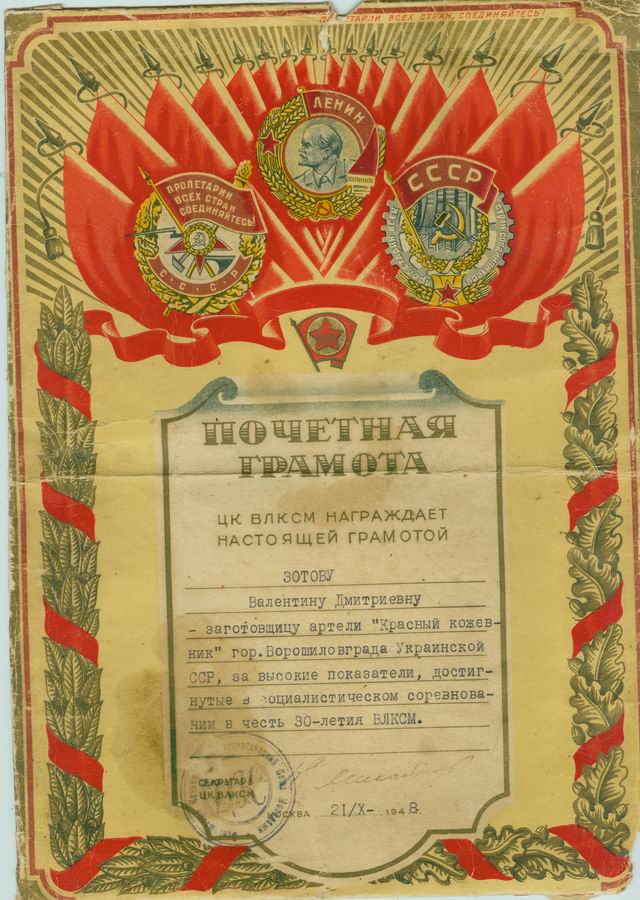 ПРОЛЕТАРИИ ВСЕХ СТРАН, СОЕДИНЯЙТЕСЬ!
ЛЕНИН
ПРОЛЕТАРИИ
ВСЕХ СТРАН
СОЕДИНЯЙТЕСЬ!
С·С·С·Р
СССР
ПОЧЕТНАЯ
ГРАМОТА
ЦК ВЛКСМ НАГРАЖДАЕТ
НАСТОЯЩЕЙ ГРАМОТОЙ
ЗОТОВУ
Валентину Дмитриевну
- заготовщицу артели "Красный кожев-
ник" гор.Ворошиловграда Украинской
ССР, за высокие показатели, достиг-
нутые в социалистическом соревнова-
нии в честь 30-летия ВЛКСМ.
СЕКРЕТАРЬ
ЦК ВЛКСМ
МОСКВА 21/X- 1948